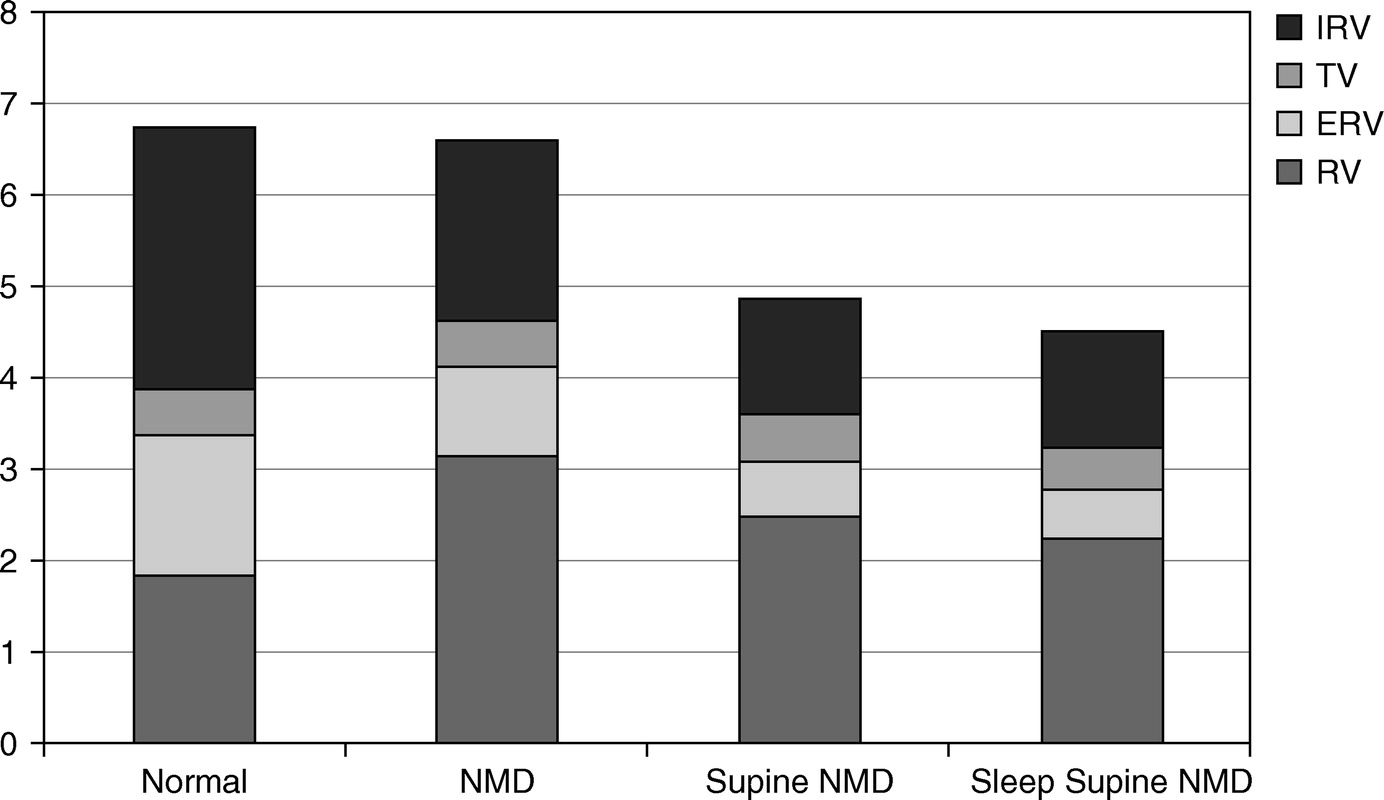 8
7
6
5
4
3
2
1
0
Normal
NMD
Supine NMD
Sleep Supine NMD
IRV
TV
ERV
RV